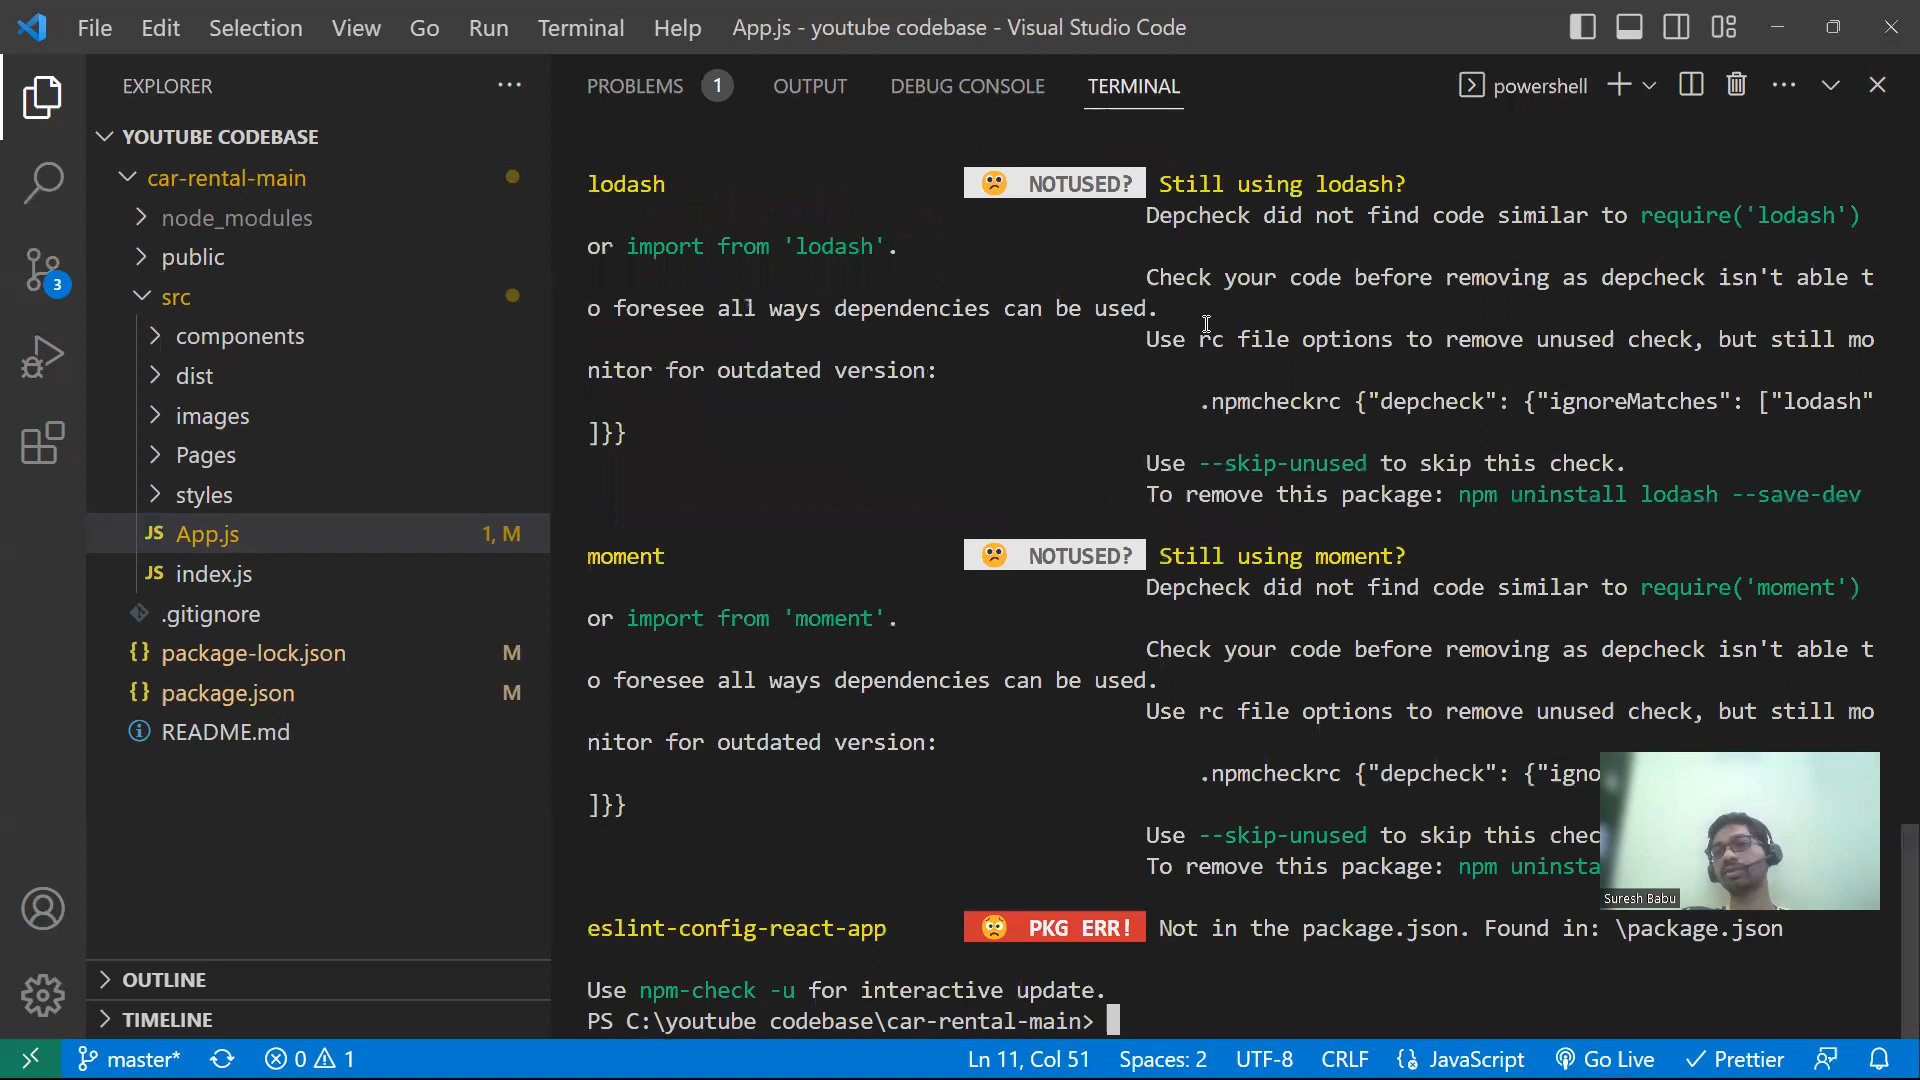 File Edit Selection View Go Run Terminal Help App.js - youtube codebase - Visual Studio Code
EXPLORER
YOUTUBE CODEBASE
car-rental-main
node_modules
public
src
components
dist
images
Pages
styles
JS App.js 1, M
JS index.js
.gitignore
{} package-lock.json M
{} package.json M
README.md
OUTLINE
TIMELINE
3
PROBLEMS 1 OUTPUT DEBUG CONSOLE TERMINAL powershell
lodash NOTUSED? Still using lodash?
Depcheck did not find code similar to require('lodash')
or import from 'lodash'.
Check your code before removing as depcheck isn't able t
o foresee all ways dependencies can be used.
Use rc file options to remove unused check, but still mo
nitor for outdated version:
.npmcheckrc {"depcheck": {"ignoreMatches": ["lodash"
]}}
Use --skip-unused to skip this check.
To remove this package: npm uninstall lodash --save-dev
moment NOTUSED? Still using moment?
Depcheck did not find code similar to require('moment')
or import from 'moment'.
Check your code before removing as depcheck isn't able t
o foresee all ways dependencies can be used.
Use rc file options to remove unused check, but still mo
nitor for outdated version:
.npmcheckrc {"depcheck": {"igno
]}}
Use --skip-unused to skip this chec
To remove this package: npm uninsta
Suresh Babu
eslint-config-react-app PKG ERR! Not in the package.json. Found in: \package.json
Use npm-check -u for interactive update.
PS C:\youtube codebase\car-rental-main>
master* 0 1 Ln 11, Col 51 Spaces: 2 UTF-8 CRLF JavaScript Go Live Prettier